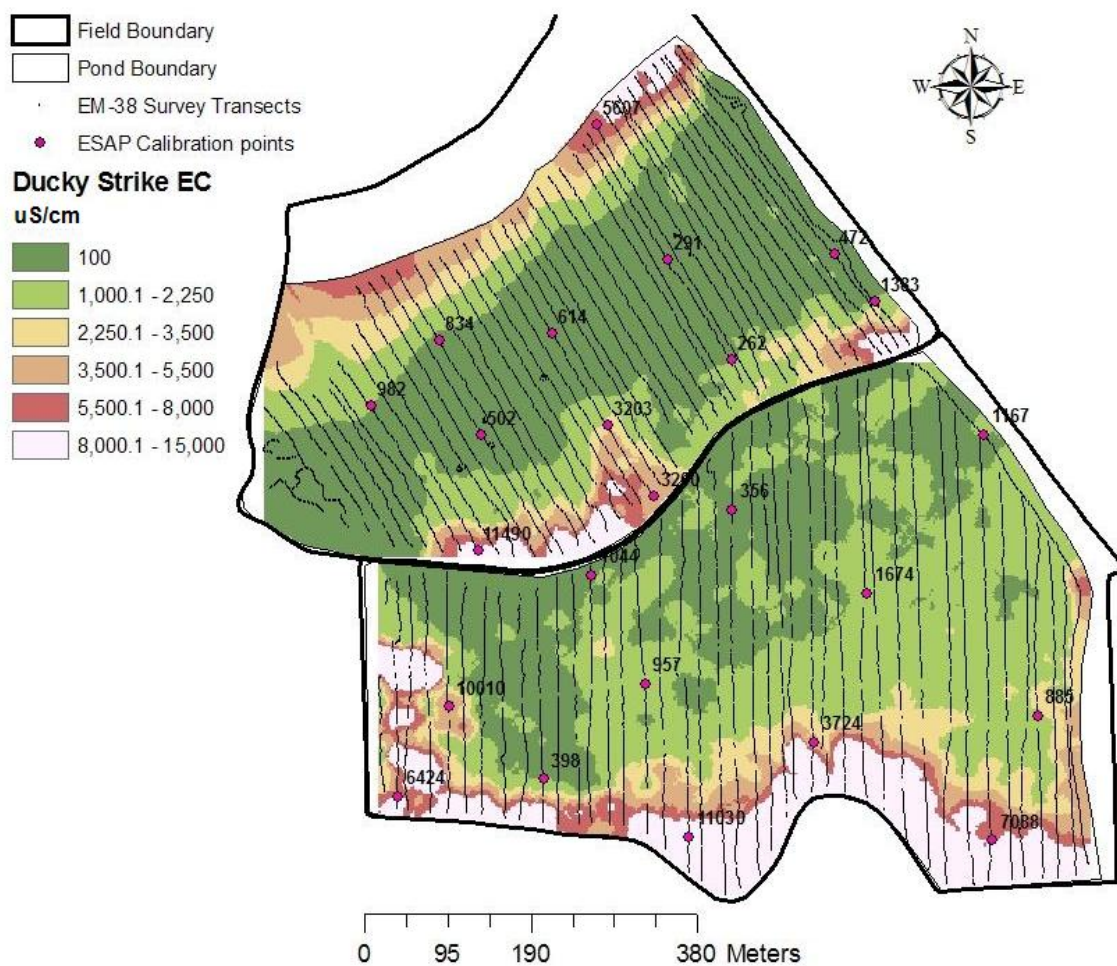 Field Boundary
Pond Boundary
EM-38 Survey Transects
ESAP Calibration points
Ducky Strike EC
uS/cm
100
1,000.1 - 2,250
2,250.1 - 3,500
3,500.1 - 5,500
5,500.1 - 8,000
8,000.1 - 15,000
N
W E
S
5607
291
472
1383
614
834
262
982
3203
502
1167
356
11490
1674
957
10010
885
3724
398
6424
11030
7088
0 95 190 380 Meters